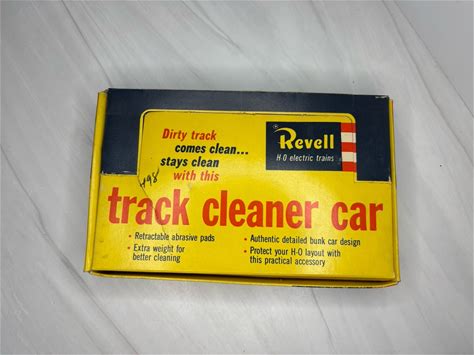 Dirty track
comes clean...
stays clean
with this
Revell
H-O electric trains
498
track cleaner car
• Retractable abrasive pads
• Extra weight for
better cleaning
• Authentic detailed bunk car design
• Protect your H-O layout with
this practical accessory